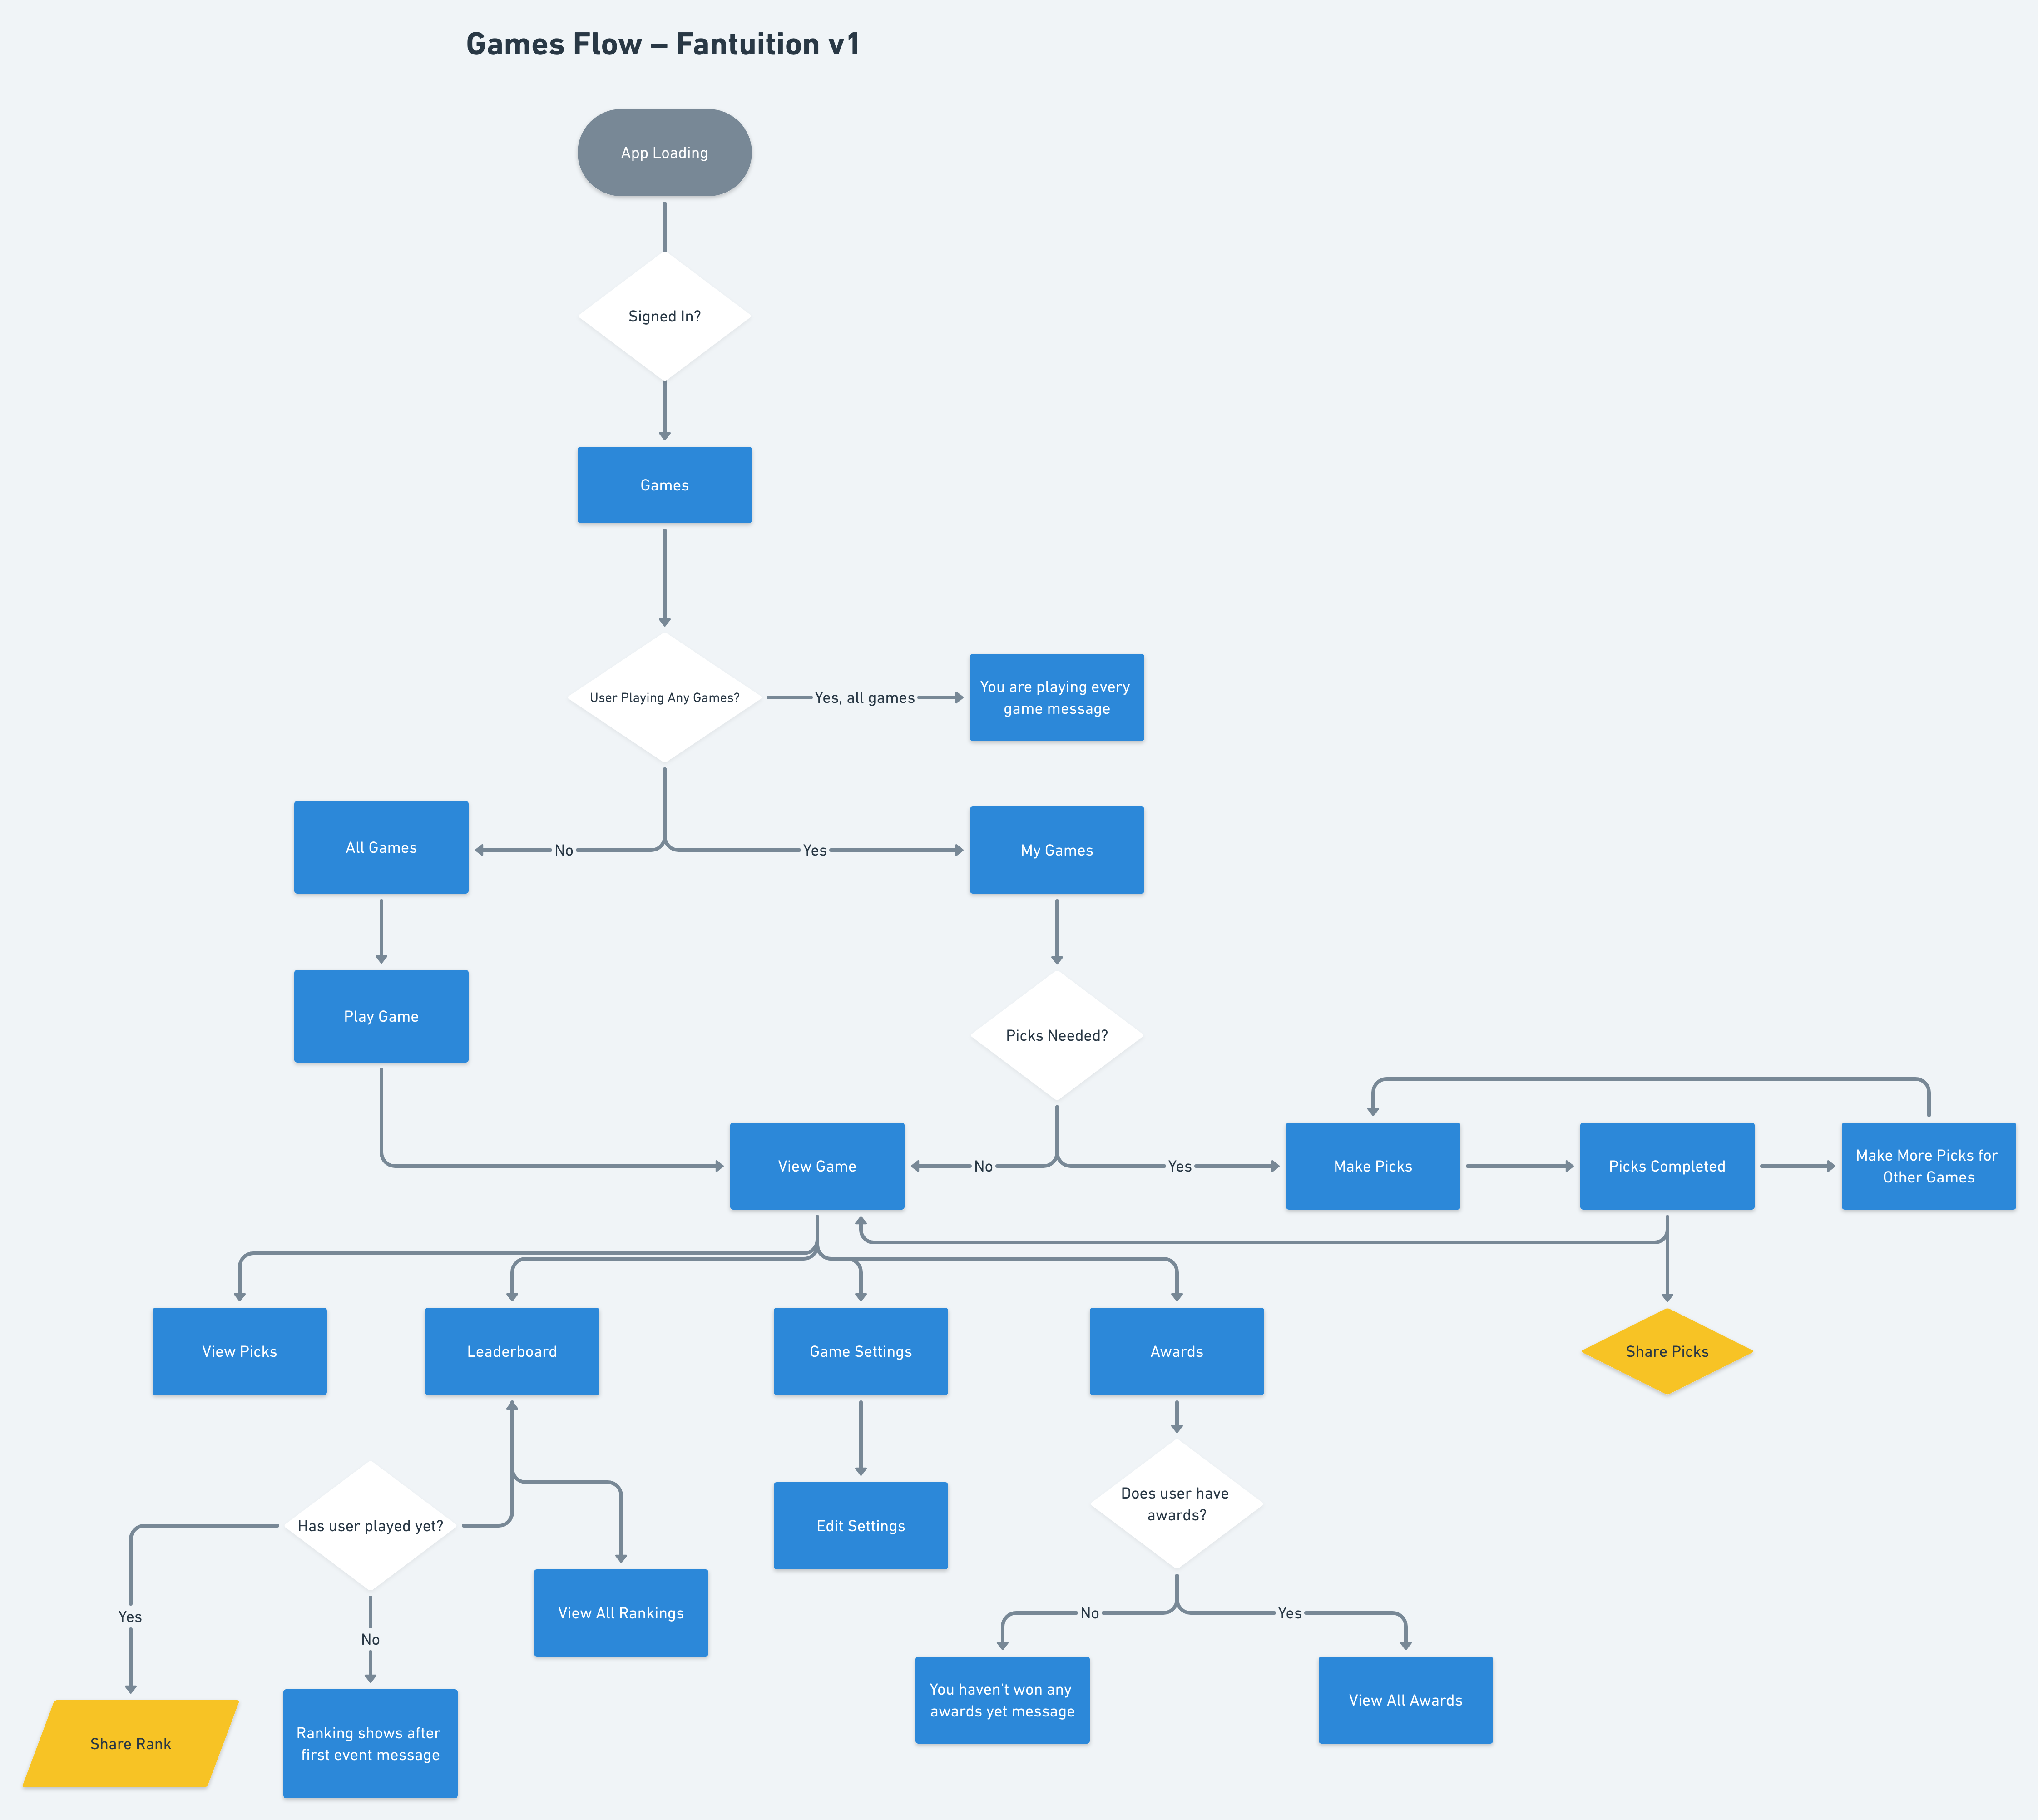 Games Flow – Fantuition v1
App Loading
Signed In?
Games
User Playing Any Games?
Yes, all games
You are playing every
game message
All Games
No
Yes
My Games
Play Game
Picks Needed?
View Game
No
Yes
Make Picks
Picks Completed
Make More Picks for
Other Games
View Picks
Leaderboard
Game Settings
Awards
Share Picks
Has user played yet?
Edit Settings
Does user have
awards?
Yes
No
View All Rankings
No
Yes
Share Rank
Ranking shows after
first event message
You haven't won any
awards yet message
View All Awards